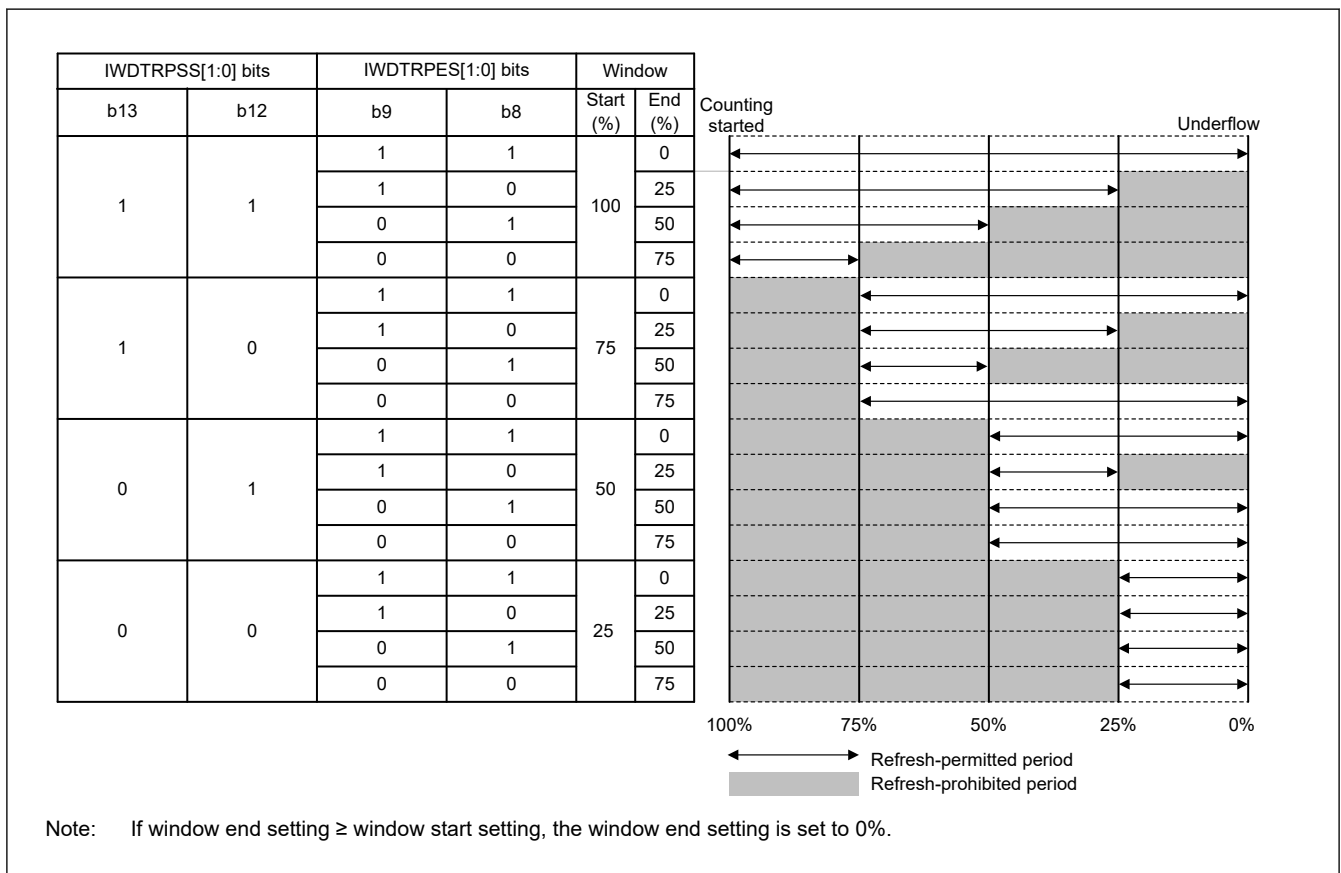 IWDTRPSS[1:0] bits IWDTRPES[1:0] bits Window
b13 b12 b9 b8 Start (%) End (%)
Counting started
Underflow
1 1 0
1 0 25
1 1 100
0 1 50
0 0 75
1 1 0
1 0 25
1 0 75
0 1 50
0 0 75
1 1 0
1 0 25
0 1 50
0 1 50
0 0 75
1 1 0
1 0 25
0 0 25
0 1 50
0 0 75
100% 75% 50% 25% 0%
Refresh-permitted period
Refresh-prohibited period
Note: If window end setting ≥ window start setting, the window end setting is set to 0%.